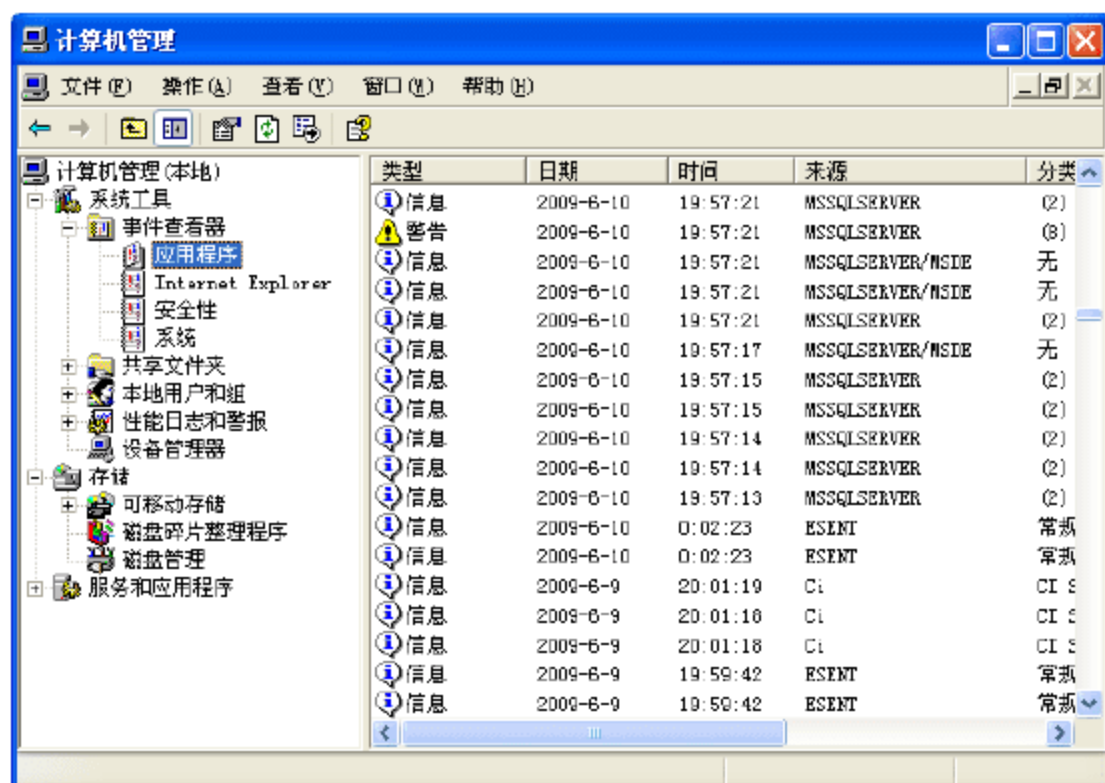 计算机管理
文件(F) 操作(A) 查看(V) 窗口(W) 帮助(H)
计算机管理(本地)
系统工具
事件查看器
应用程序
Internet Explorer
安全性
系统
共享文件夹
本地用户和组
性能日志和警报
设备管理器
存储
可移动存储
磁盘碎片整理程序
磁盘管理
服务和应用程序
类型 日期 时间 来源 分类
信息 2009-6-10 19:57:21 MSSQLSERVER (2)
警告 2009-6-10 19:57:21 MSSQLSERVER (8)
信息 2009-6-10 19:57:21 MSSQLSERVER/MSDE 无
信息 2009-6-10 19:57:21 MSSQLSERVER/MSDE 无
信息 2009-6-10 19:57:21 MSSQLSERVER (2)
信息 2009-6-10 19:57:17 MSSQLSERVER/MSDE 无
信息 2009-6-10 19:57:15 MSSQLSERVER (2)
信息 2009-6-10 19:57:15 MSSQLSERVER (2)
信息 2009-6-10 19:57:14 MSSQLSERVER (2)
信息 2009-6-10 19:57:14 MSSQLSERVER (2)
信息 2009-6-10 19:57:13 MSSQLSERVER (2)
信息 2009-6-10 0:02:23 ESENT 常规
信息 2009-6-10 0:02:23 ESENT 常规
信息 2009-6-9 20:01:19 Ci CI S
信息 2009-6-9 20:01:18 Ci CI S
信息 2009-6-9 20:01:18 Ci CI S
信息 2009-6-9 19:59:42 ESENT 常规
信息 2009-6-9 19:59:42 ESENT 常规